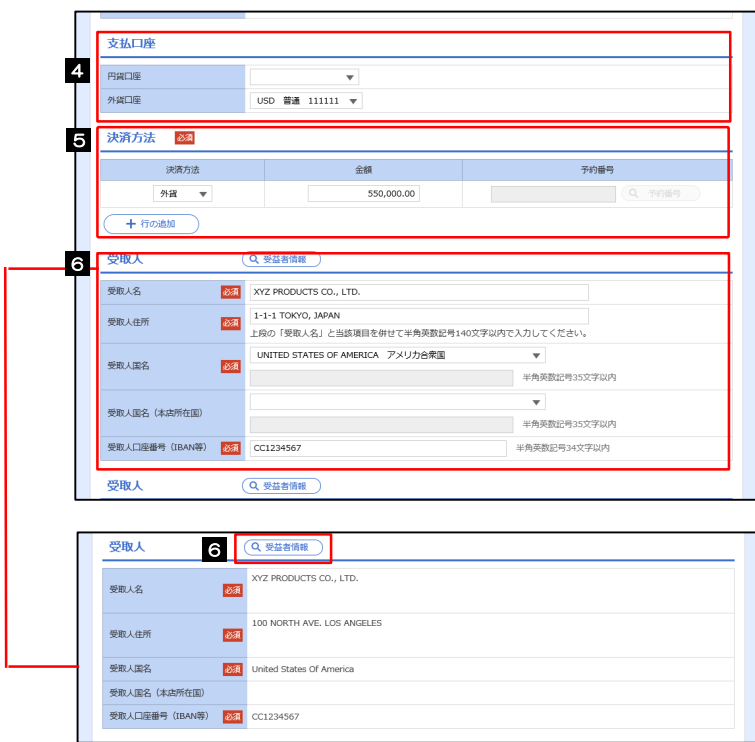 支払口座
4
円貨口座
外貨口座 USD 普通 111111 ▼
5 決済方法 必須
決済方法 金額 予約番号
外貨 ▼ 550,000.00 予約番号
+ 行の追加
6 受取人 受益者情報
受取人名 必須 XYZ PRODUCTS CO., LTD.
受取人住所 必須 1-1-1 TOKYO, JAPAN
上段の「受取人名」と当該項目を併せて半角英数記号140文字以内で入力してください。
受取人国名 必須 UNITED STATES OF AMERICA アメリカ合衆国 ▼
半角英数記号35文字以内
受取人国名（本店所在国）
半角英数記号35文字以内
受取人口座番号（IBAN等） 必須 CC1234567 半角英数記号34文字以内
受取人 受益者情報
受取人 6 受益者情報
受取人名 必須 XYZ PRODUCTS CO., LTD.
受取人住所 必須 100 NORTH AVE. LOS ANGELES
受取人国名 必須 United States Of America
受取人国名（本店所在国）
受取人口座番号（IBAN等） 必須 CC1234567